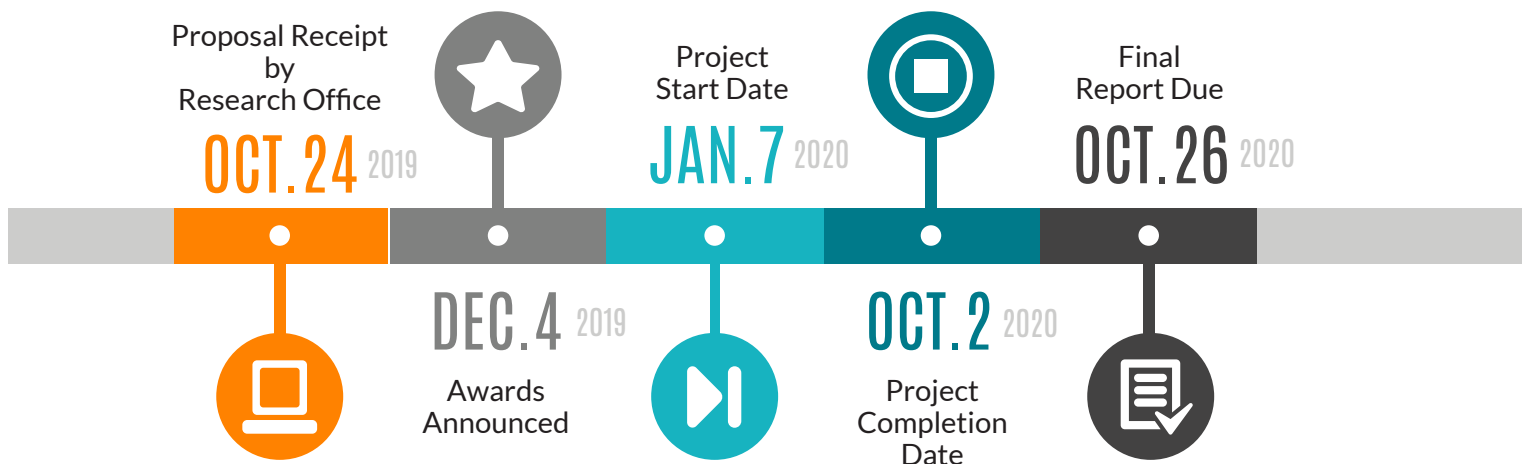 Proposal Receipt
by
Research Office
OCT.24 2019
DEC.4 2019
Awards
Announced
Project
Start Date
JAN.7 2020
OCT.2 2020
Project
Completion
Date
Final
Report Due
OCT.26 2020